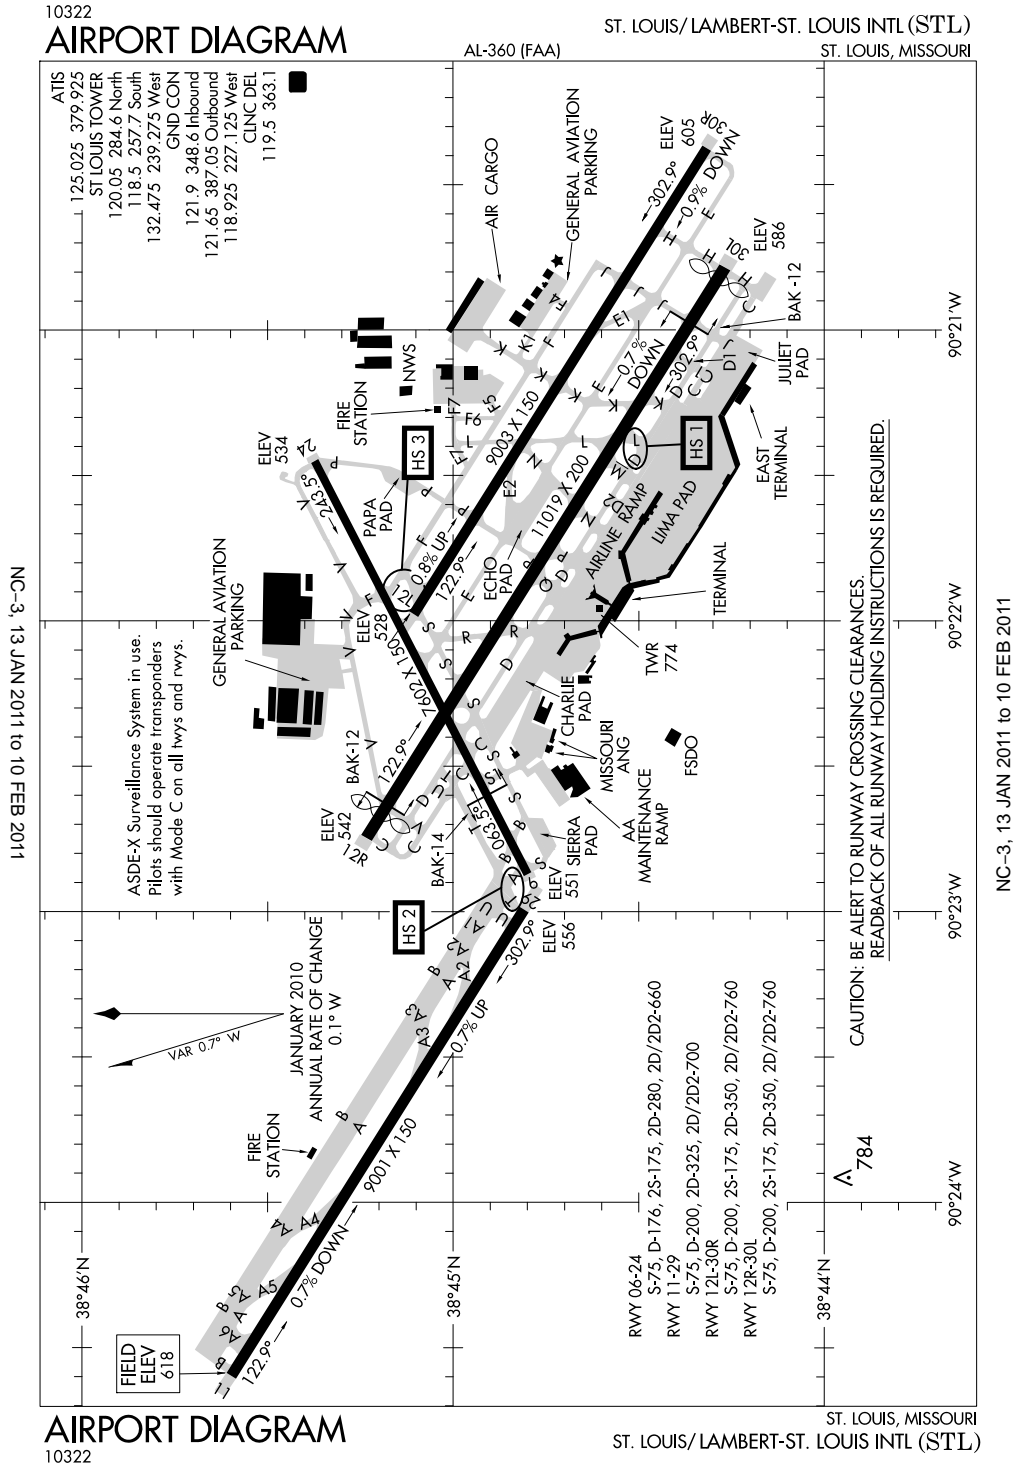 10322
AIRPORT DIAGRAM
AL-360 (FAA)
ST. LOUIS/ LAMBERT-ST. LOUIS INTL (STL)
ST. LOUIS, MISSOURI
ATIS
125.025 379.925
ST LOUIS TOWER
120.05 284.6 North
118.5 257.7 South
132.475 239.275 West
GND CON
121.9 348.6 Inbound
121.65 387.05 Outbound
118.925 227.125 West
CLNC DEL
119.5 363.1
AIR CARGO
GENERAL AVIATION
PARKING
ELEV
605
30R
302.9°
0.9% DOWN
ELEV
586
30L
BAK -12
302.9°
0.7 %
DOWN
JULIET
PAD
EAST
TERMINAL
HS 1
NWS
FIRE
STATION
HS 3
ELEV
534
24
243.5°
PAPA
PAD
9003 X 150
11019 X 200
ECHO
PAD
AIRLINE RAMP
LIMA PAD
TERMINAL
TWR
774
0.8% UP
122.9°
12L
ELEV
528
7602 X 150
GENERAL AVIATION
PARKING
ASDE-X Surveillance System in use.
Pilots should operate transponders
with Mode C on all twys and rwys.
CHARLIE
PAD
MISSOURI
ANG
FSDO
AA
MAINTENANCE
RAMP
SIERRA
PAD
BAK-12
122.9°
ELEV
542
12R
BAK-14
063.5°
ELEV
551
6
HS 2
29
ELEV
556
302.9°
0.7% UP
JANUARY 2010
ANNUAL RATE OF CHANGE
0.1° W
VAR 0.7° W
FIRE
STATION
9001 X 150
0.7% DOWN
122.9°
11
FIELD
ELEV
618
RWY 06-24
S-75, D-176, 2S-175, 2D-280, 2D/2D2-660
RWY 11-29
S-75, D-200, 2D-325, 2D/2D2-700
RWY 12L-30R
S-75, D-200, 2S-175, 2D-350, 2D/2D2-760
RWY 12R-30L
S-75, D-200, 2S-175, 2D-350, 2D/2D2-760
784
CAUTION: BE ALERT TO RUNWAY CROSSING CLEARANCES.
READBACK OF ALL RUNWAY HOLDING INSTRUCTIONS IS REQUIRED.
90°21'W
90°22'W
90°23'W
90°24'W
38°46'N
38°45'N
38°44'N
NC-3, 13 JAN 2011 to 10 FEB 2011
NC-3, 13 JAN 2011 to 10 FEB 2011
AIRPORT DIAGRAM
10322
ST. LOUIS, MISSOURI
ST. LOUIS/ LAMBERT-ST. LOUIS INTL (STL)